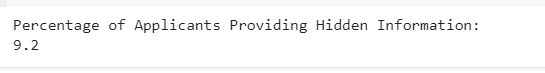 Percentage of Applicants Providing Hidden Information:
9.2